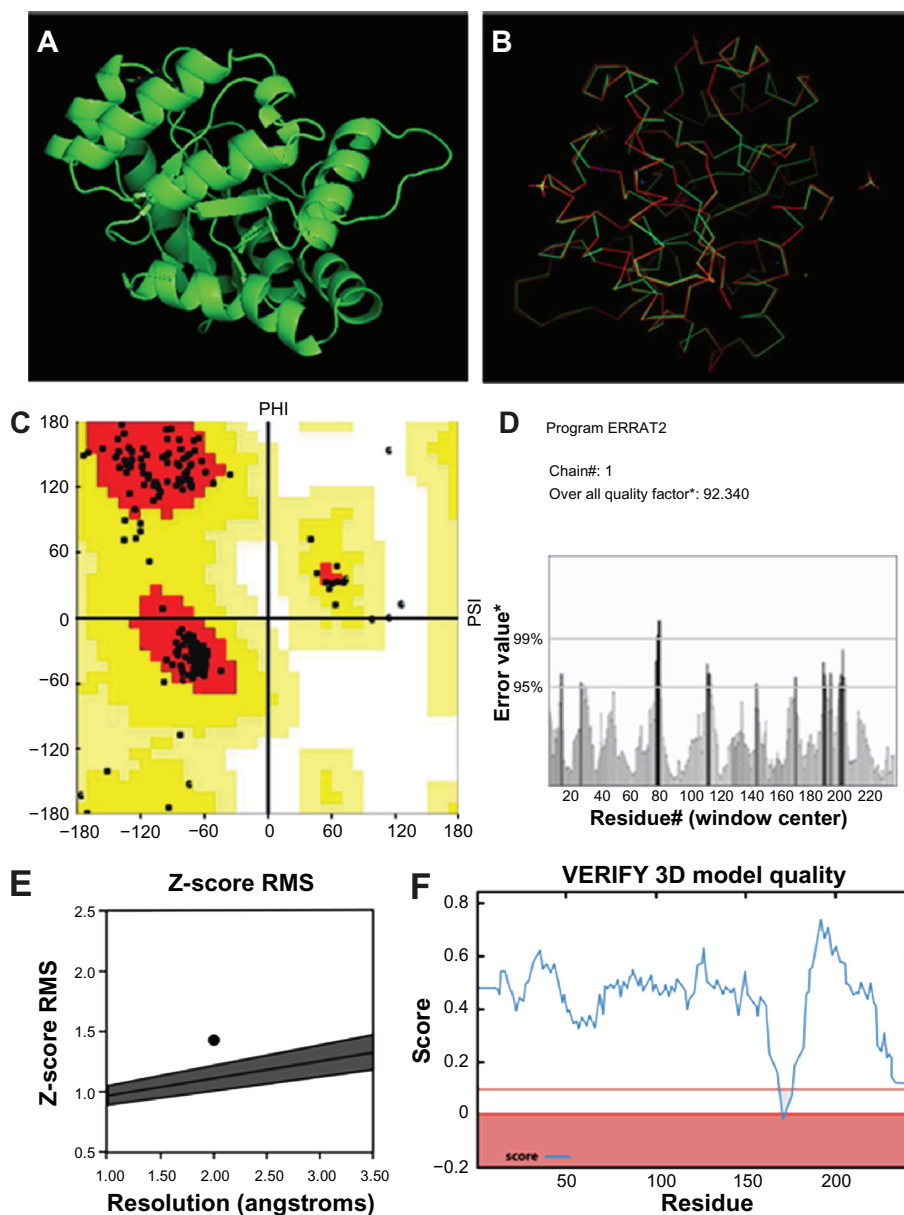 A
B
C
PHI
180
120
60
0
−60
−120
−180
−180 −120 −60 0 60 120 180
PSI
D
Program ERRAT2
Chain#: 1
Over all quality factor*: 92.340
Error value*
99%
95%
20 40 60 80 100 120 140 160 180 200 220
Residue# (window center)
E
Z-score RMS
Z-score RMS
2.5
2.0
1.5
1.0
0.5
1.00 1.50 2.00 2.50 3.00 3.50
Resolution (angstroms)
F
VERIFY 3D model quality
Score
0.8
0.6
0.4
0.2
0
−0.2
score
50 100 150 200
Residue